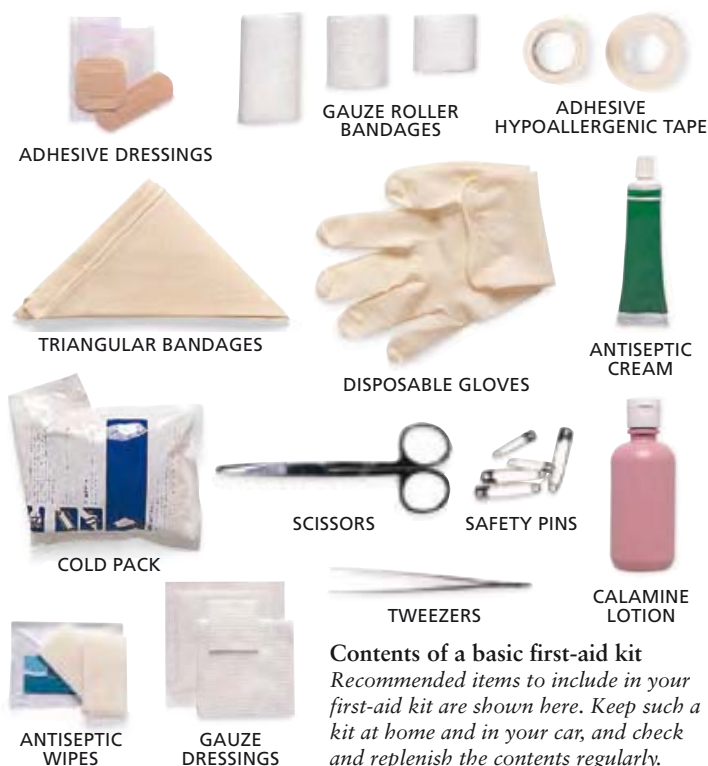 GAUZE ROLLER
BANDAGES
ADHESIVE
HYPOALLERGENIC TAPE
ADHESIVE DRESSINGS
TRIANGULAR BANDAGES
DISPOSABLE GLOVES
ANTISEPTIC
CREAM
SCISSORS
SAFETY PINS
COLD PACK
TWEEZERS
CALAMINE
LOTION
ANTISEPTIC
WIPES
GAUZE
DRESSINGS
Contents of a basic first-aid kit
Recommended items to include in your
first-aid kit are shown here. Keep such a
kit at home and in your car, and check
and replenish the contents regularly.